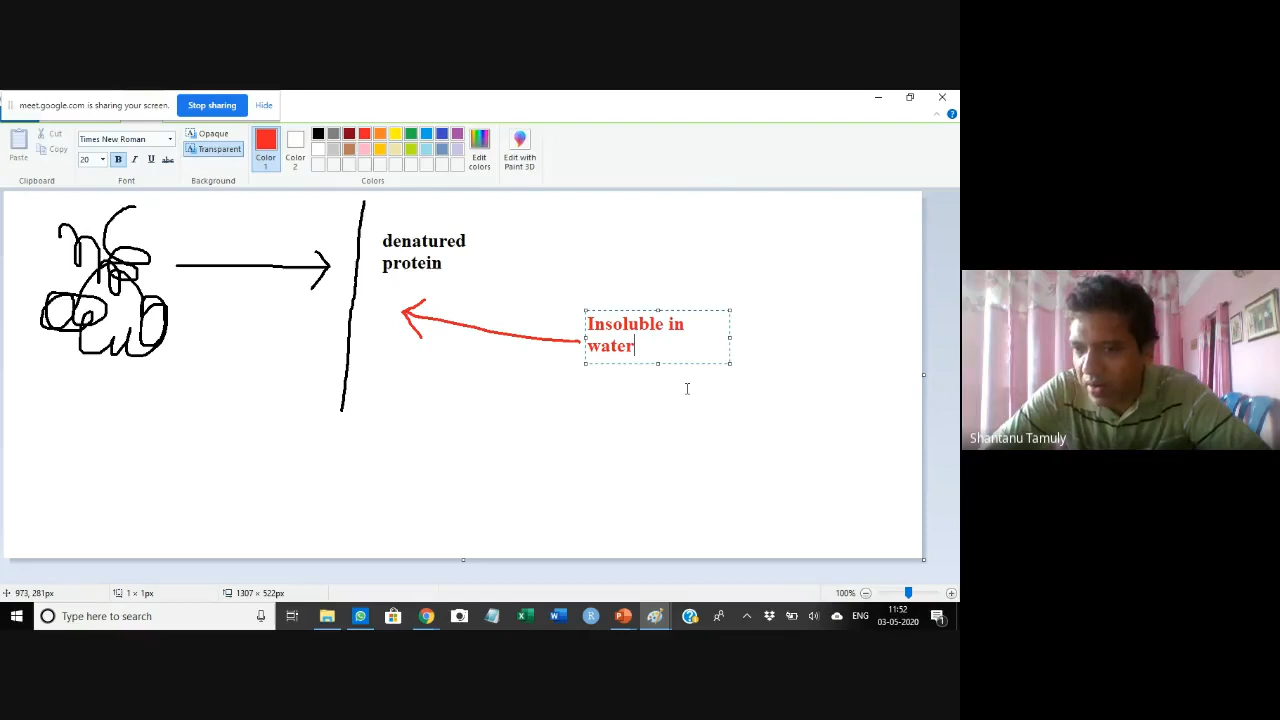 meet.google.com is sharing your screen.
Stop sharing
Hide
Paste
Cut
Copy
Clipboard
Times New Roman
20
B
I
U
abc
Font
Opaque
Transparent
Background
Color
1
Color
2
Edit
colors
Colors
Edit with
Paint 3D
denatured
protein
Insoluble in
water
Shantanu Tamuly
973, 281px
1 × 1px
1307 × 522px
100%
Type here to search
ENG
11:52
03-05-2020
1